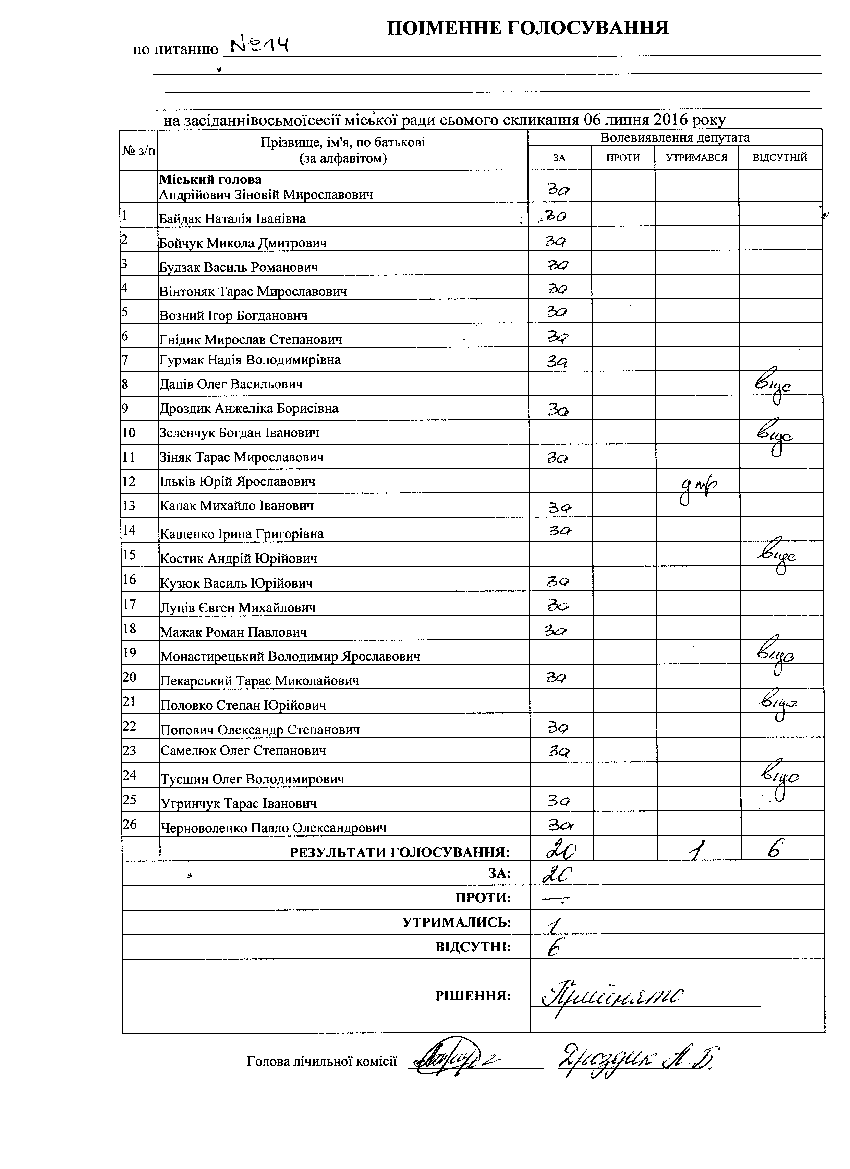 ПОІМЕННЕ ГОЛОСУВАННЯ
по питанню №14
на засіданнівосьмоїсесії міської ради сьомого скликання 06 липня 2016 року
№ з/п Прізвище, ім'я, по батькові (за алфавітом) Волевиявлення депутата
ЗА ПРОТИ УТРИМАВСЯ ВІДСУТНІЙ
Міський голова
Андрійович Зіновій Мирославович За
1 Байдак Наталія Іванівна За
2 Бойчук Микола Дмитрович За
3 Будзак Василь Романович За
4 Вінтоняк Тарас Мирославович За
5 Возний Ігор Богданович За
6 Гнідик Мирослав Степанович За
7 Гурмак Надія Володимирівна За
8 Даців Олег Васильович відс
9 Дроздик Анжеліка Борисівна За
10 Зеленчук Богдан Іванович відс
11 Зіняк Тарас Мирославович За
12 Ільків Юрій Ярославович утр
13 Капак Михайло Іванович За
14 Кащенко Ірина Григорівна За
15 Костик Андрій Юрійович відс
16 Кузюк Василь Юрійович За
17 Луців Євген Михайлович За
18 Мажак Роман Павлович За
19 Монастирецький Володимир Ярославович відс
20 Пекарський Тарас Миколайович За
21 Половко Степан Юрійович відс
22 Попович Олександр Степанович За
23 Самелюк Олег Степанович За
24 Тусшин Олег Володимирович відс
25 Угринчук Тарас Іванович За
26 Черноволенко Павло Олександрович За
РЕЗУЛЬТАТИ ГОЛОСУВАННЯ: 20 1 6
ЗА: 20
ПРОТИ: —
УТРИМАЛИСЬ: 1
ВІДСУТНІ: 6
РІШЕННЯ: Прийнято
Голова лічильної комісії Дроздик А.Б.